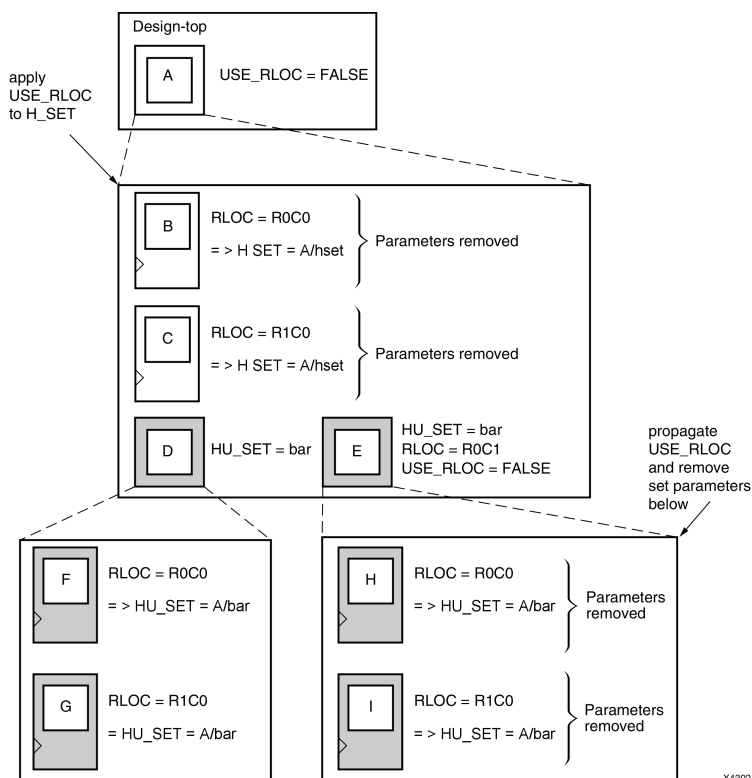 Design-top
A
USE_RLOC = FALSE
apply
USE_RLOC
to H_SET
B
RLOC = R0C0
= > H SET = A/hset
Parameters removed
C
RLOC = R1C0
= > H SET = A/hset
Parameters removed
D
HU_SET = bar
E
HU_SET = bar
RLOC = R0C1
USE_RLOC = FALSE
propagate
USE_RLOC
and remove
set parameters
below
F
RLOC = R0C0
= > HU_SET = A/bar
G
RLOC = R1C0
= HU_SET = A/bar
H
RLOC = R0C0
= > HU_SET = A/bar
Parameters
removed
I
RLOC = R1C0
= > HU_SET = A/bar
Parameters
removed